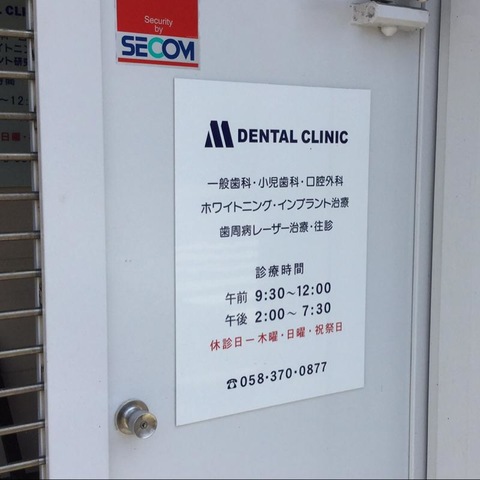 Security
by
SECOM
M DENTAL CLINIC
一般歯科・小児歯科・口腔外科
ホワイトニング・インプラント治療
歯周病レーザー治療・往診
診療時間
午前 9:30～12:00
午後 2:00～ 7:30
休診日ー木曜・日曜・祝祭日
☎058・370・0877